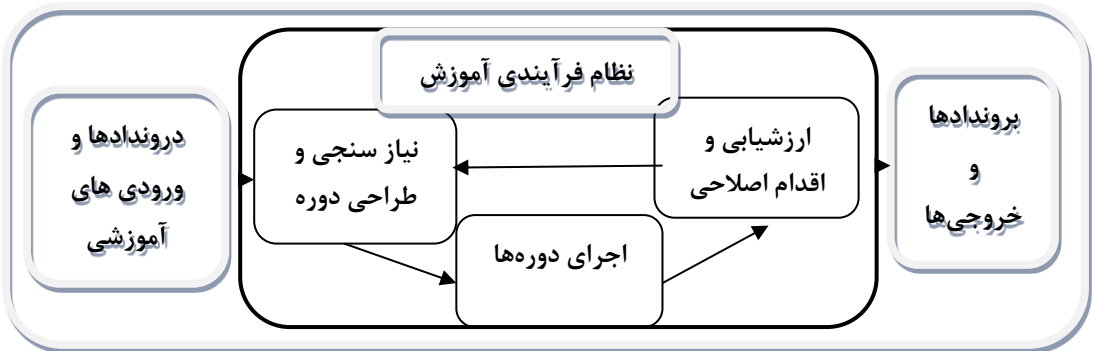 نظام فرآیندی آموزش
دروندادها و
ورودی های
آموزشی
نیاز سنجی و
طراحی دوره
اجرای دوره‌ها
ارزشیابی و
اقدام اصلاحی
بروندادها
و
خروجی‌ها